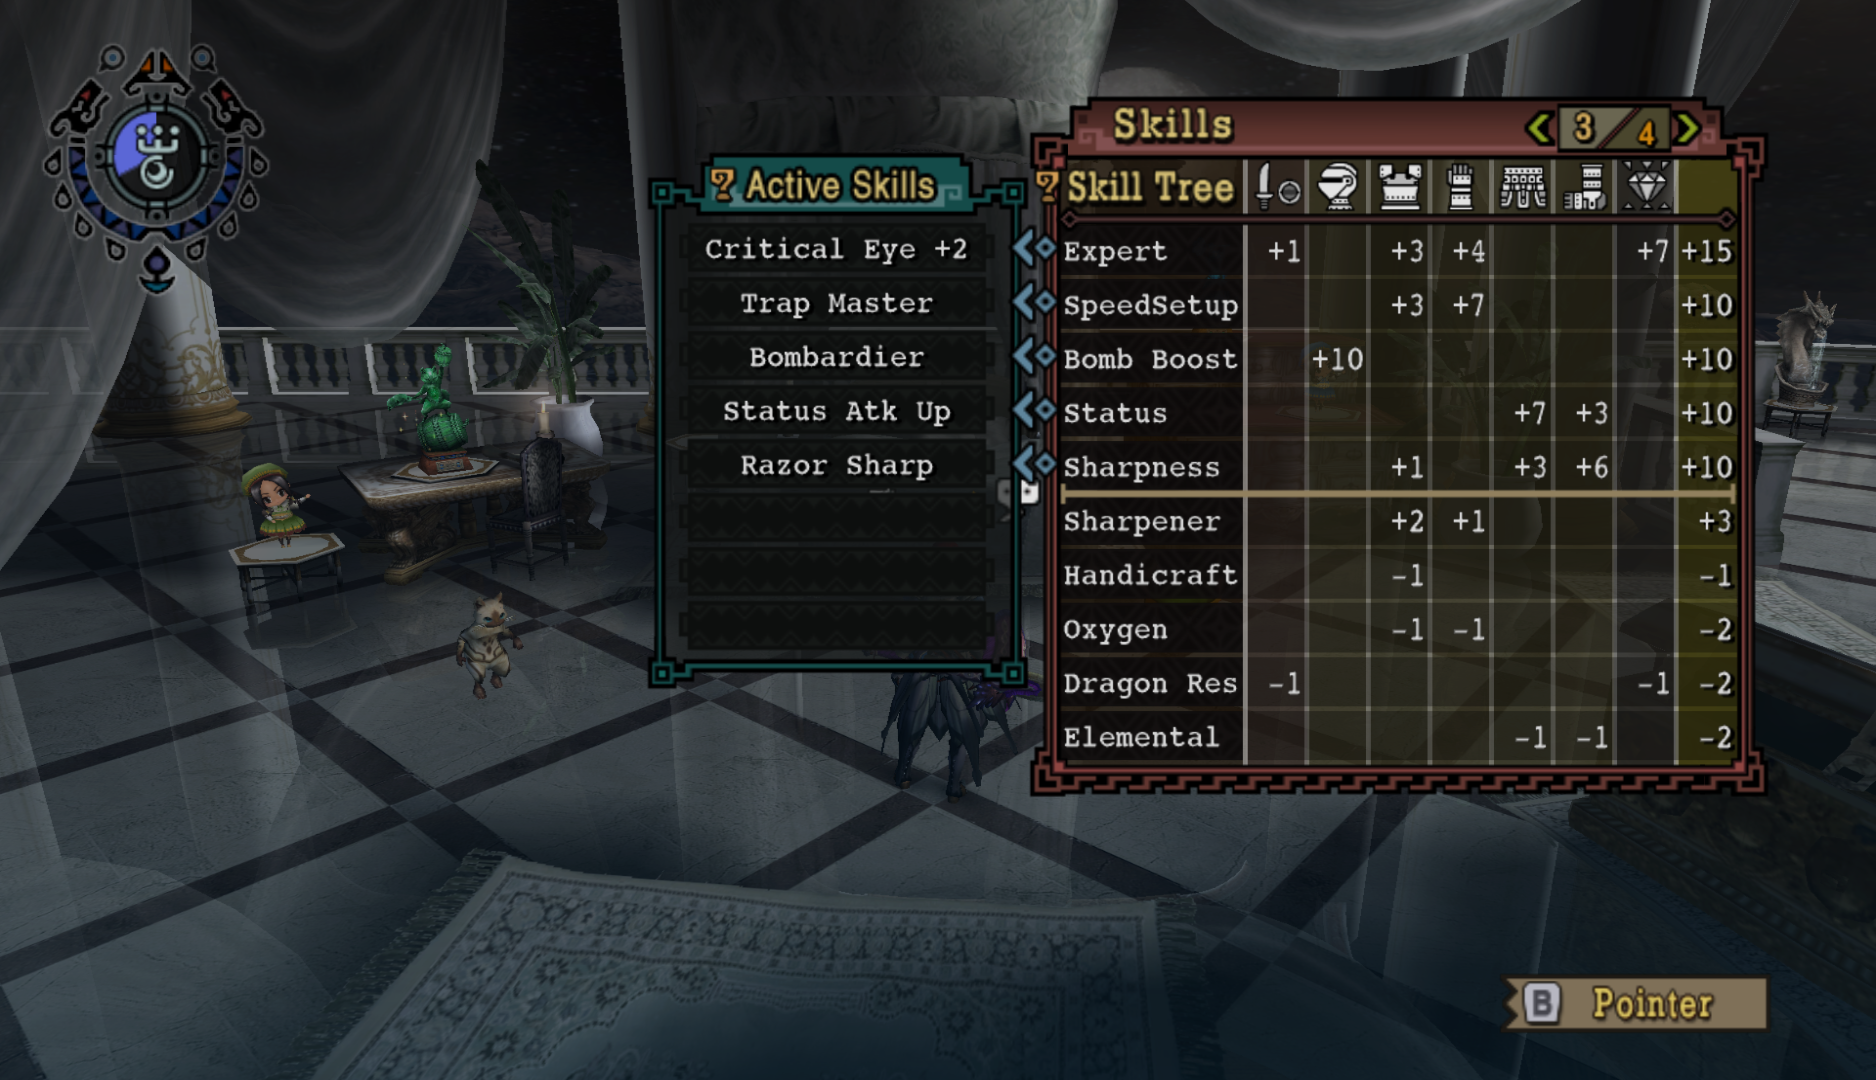 Skills
3/4
Active Skills
Critical Eye +2
Trap Master
Bombardier
Status Atk Up
Razor Sharp
Skill Tree
Expert +1 +3 +4 +7 +15
SpeedSetup +3 +7 +10
Bomb Boost +10 +10
Status +7 +3 +10
Sharpness +1 +3 +6 +10
Sharpener +2 +1 +3
Handicraft -1 -1
Oxygen -1 -1 -2
Dragon Res -1 -1 -2
Elemental -1 -1 -2
B Pointer